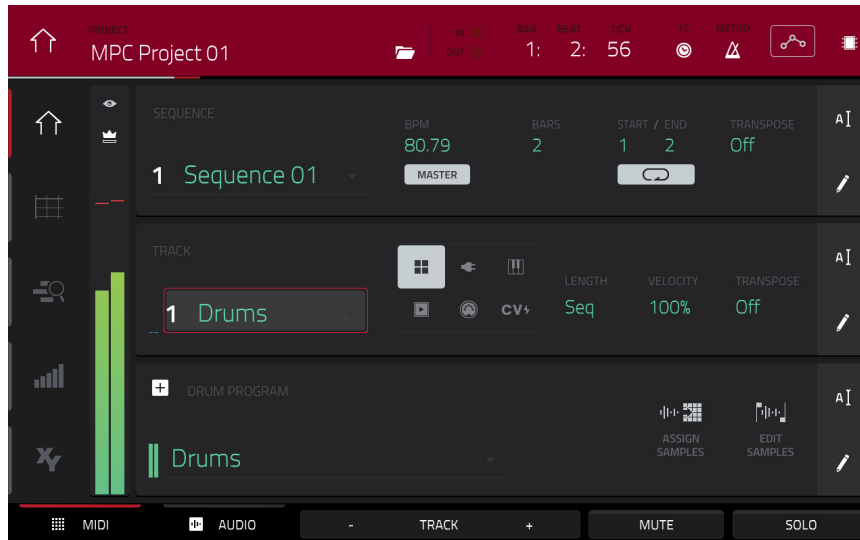 PROJECT
MPC Project 01
IN
OUT
BAR BEAT TICK
1: 2: 56
TC
METRO
SEQUENCE
1 Sequence 01
BPM
80.79
MASTER
BARS
2
START / END
1 2
TRANSPOSE
Off
TRACK
1 Drums
CV
LENGTH
Seq
VELOCITY
100%
TRANSPOSE
Off
DRUM PROGRAM
Drums
ASSIGN
SAMPLES
EDIT
SAMPLES
XY
MIDI
AUDIO
- TRACK +
MUTE
SOLO